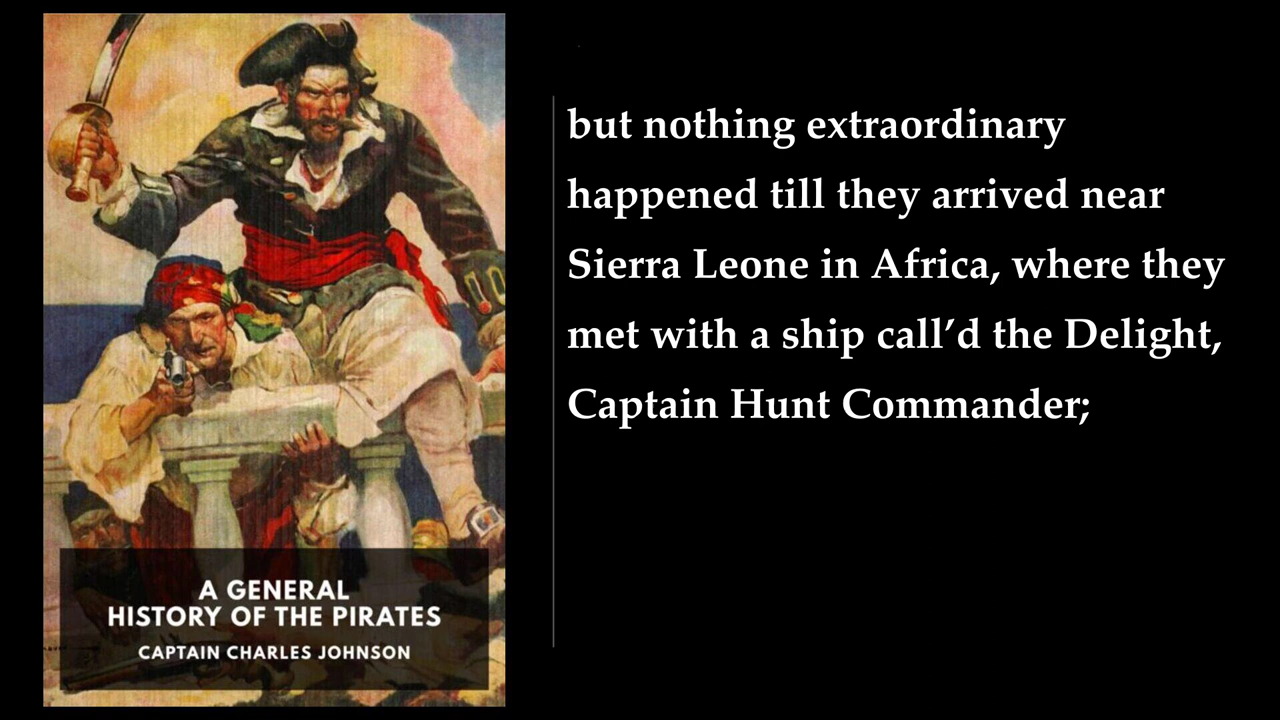 but nothing extraordinary
happened till they arrived near
Sierra Leone in Africa, where they
met with a ship call’d the Delight,
Captain Hunt Commander;
A GENERAL
HISTORY OF THE PIRATES
CAPTAIN CHARLES JOHNSON